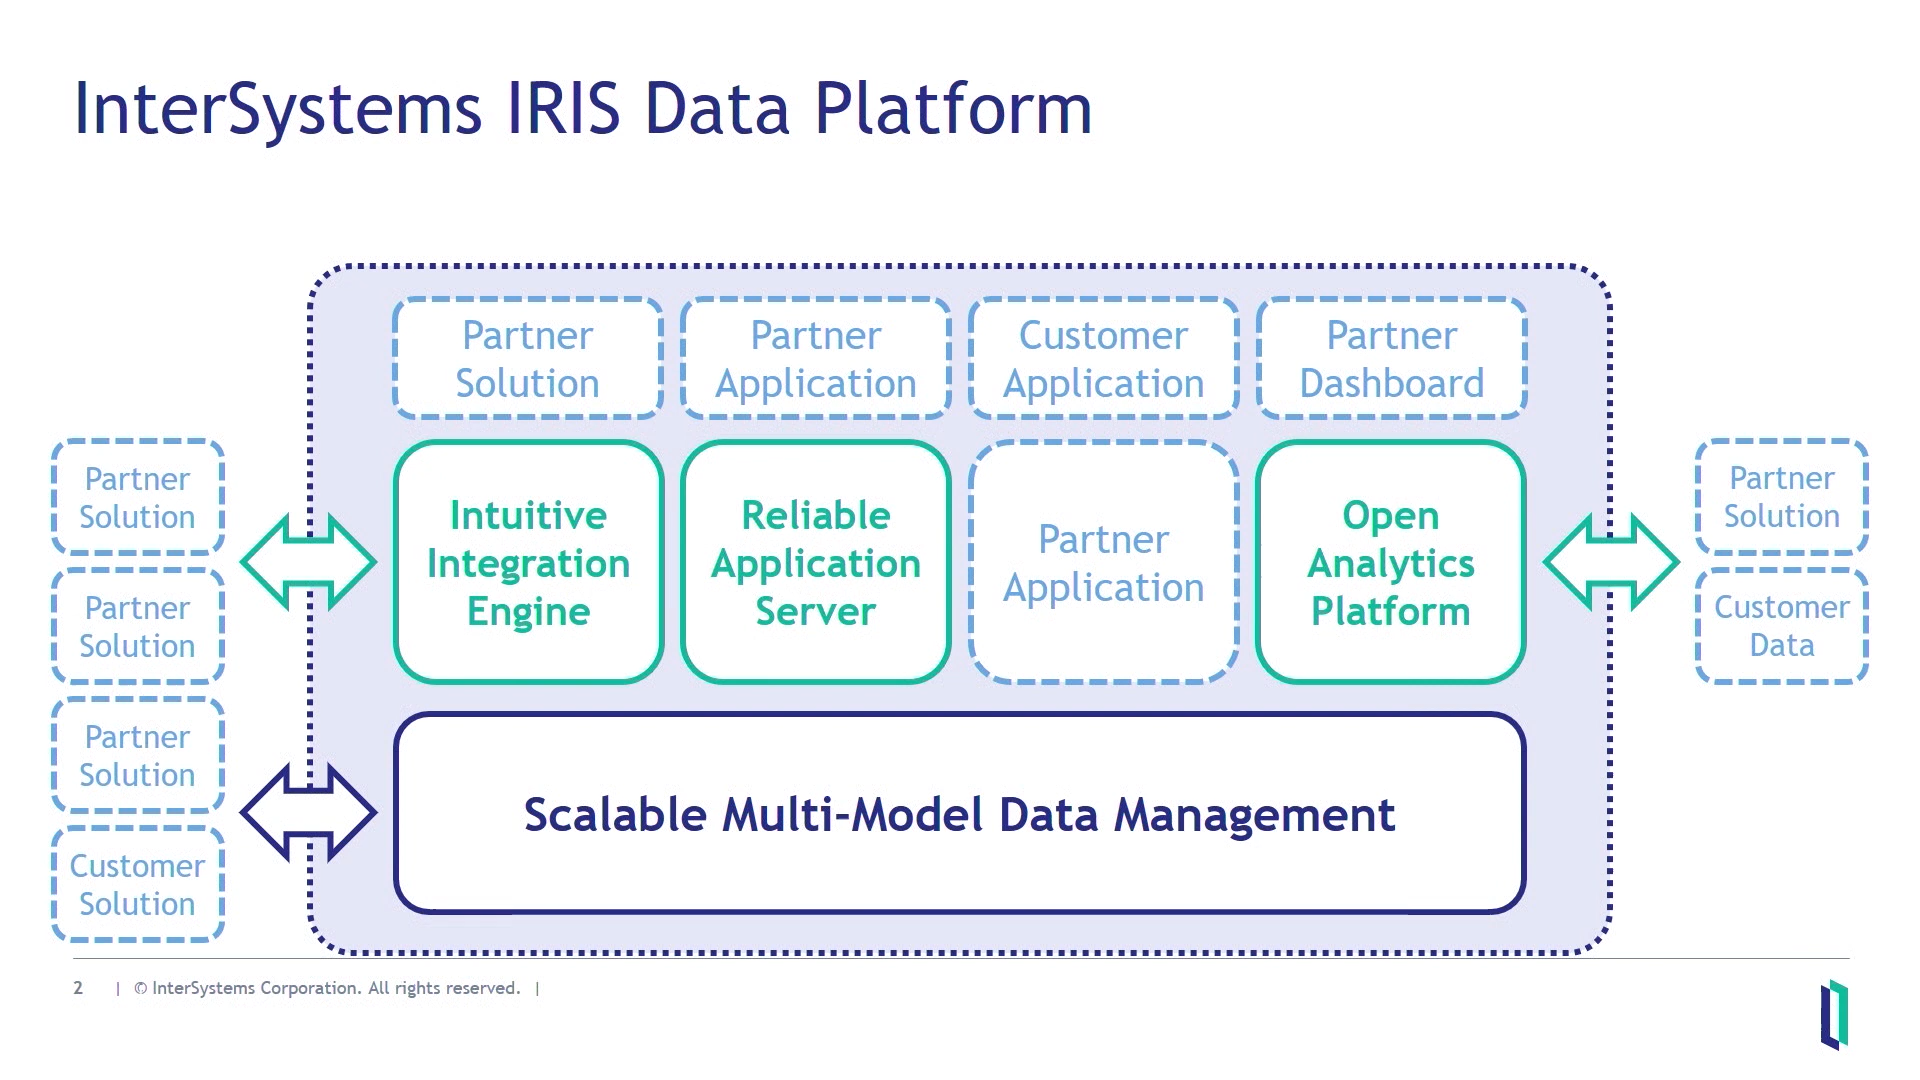 InterSystems IRIS Data Platform
Partner
Solution
Partner
Application
Customer
Application
Partner
Dashboard
Partner
Solution
Partner
Solution
Partner
Solution
Customer
Solution
Intuitive
Integration
Engine
Reliable
Application
Server
Partner
Application
Open
Analytics
Platform
Partner
Solution
Customer
Data
Scalable Multi-Model Data Management
2 | © InterSystems Corporation. All rights reserved. |